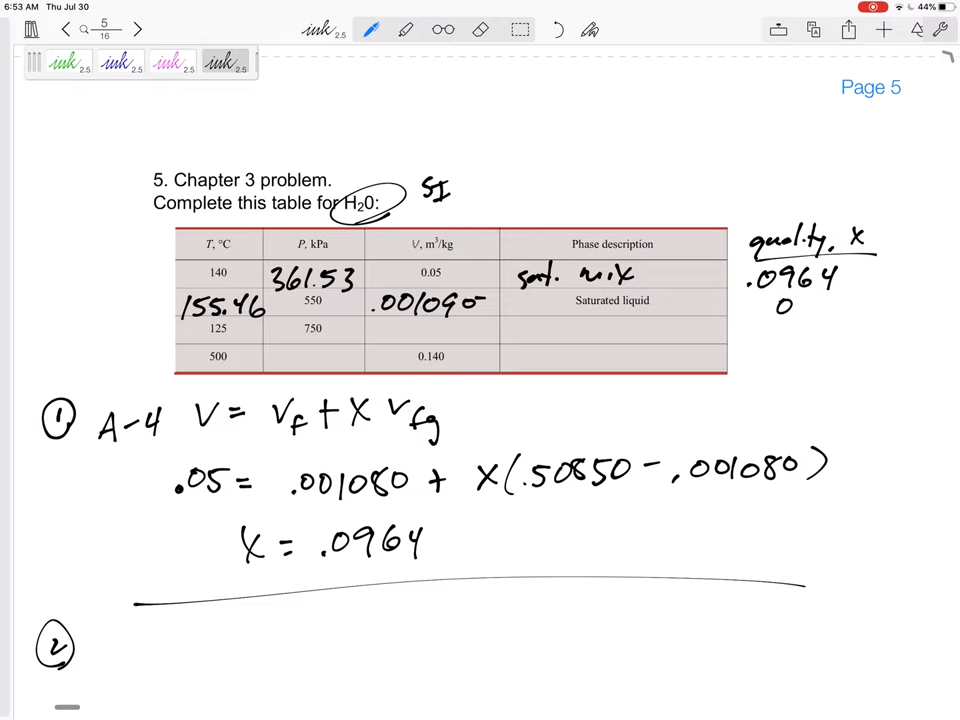 6:53 AM Thu Jul 30
44%
5
16
ink 2.5
ink 2.5 ink 2.5 ink 2.5 ink 2.5
Page 5
5. Chapter 3 problem.
Complete this table for H₂0: SI
T, °C P, kPa V, m³/kg Phase description quality, x
140 361.53 0.05 sat. mix .0964
155.46 550 .001090 Saturated liquid 0
125 750
500 0.140
① A-4 V = Vf + X Vfg
.05 = .001080 + X(.50850 - .001080)
X = .0964
②